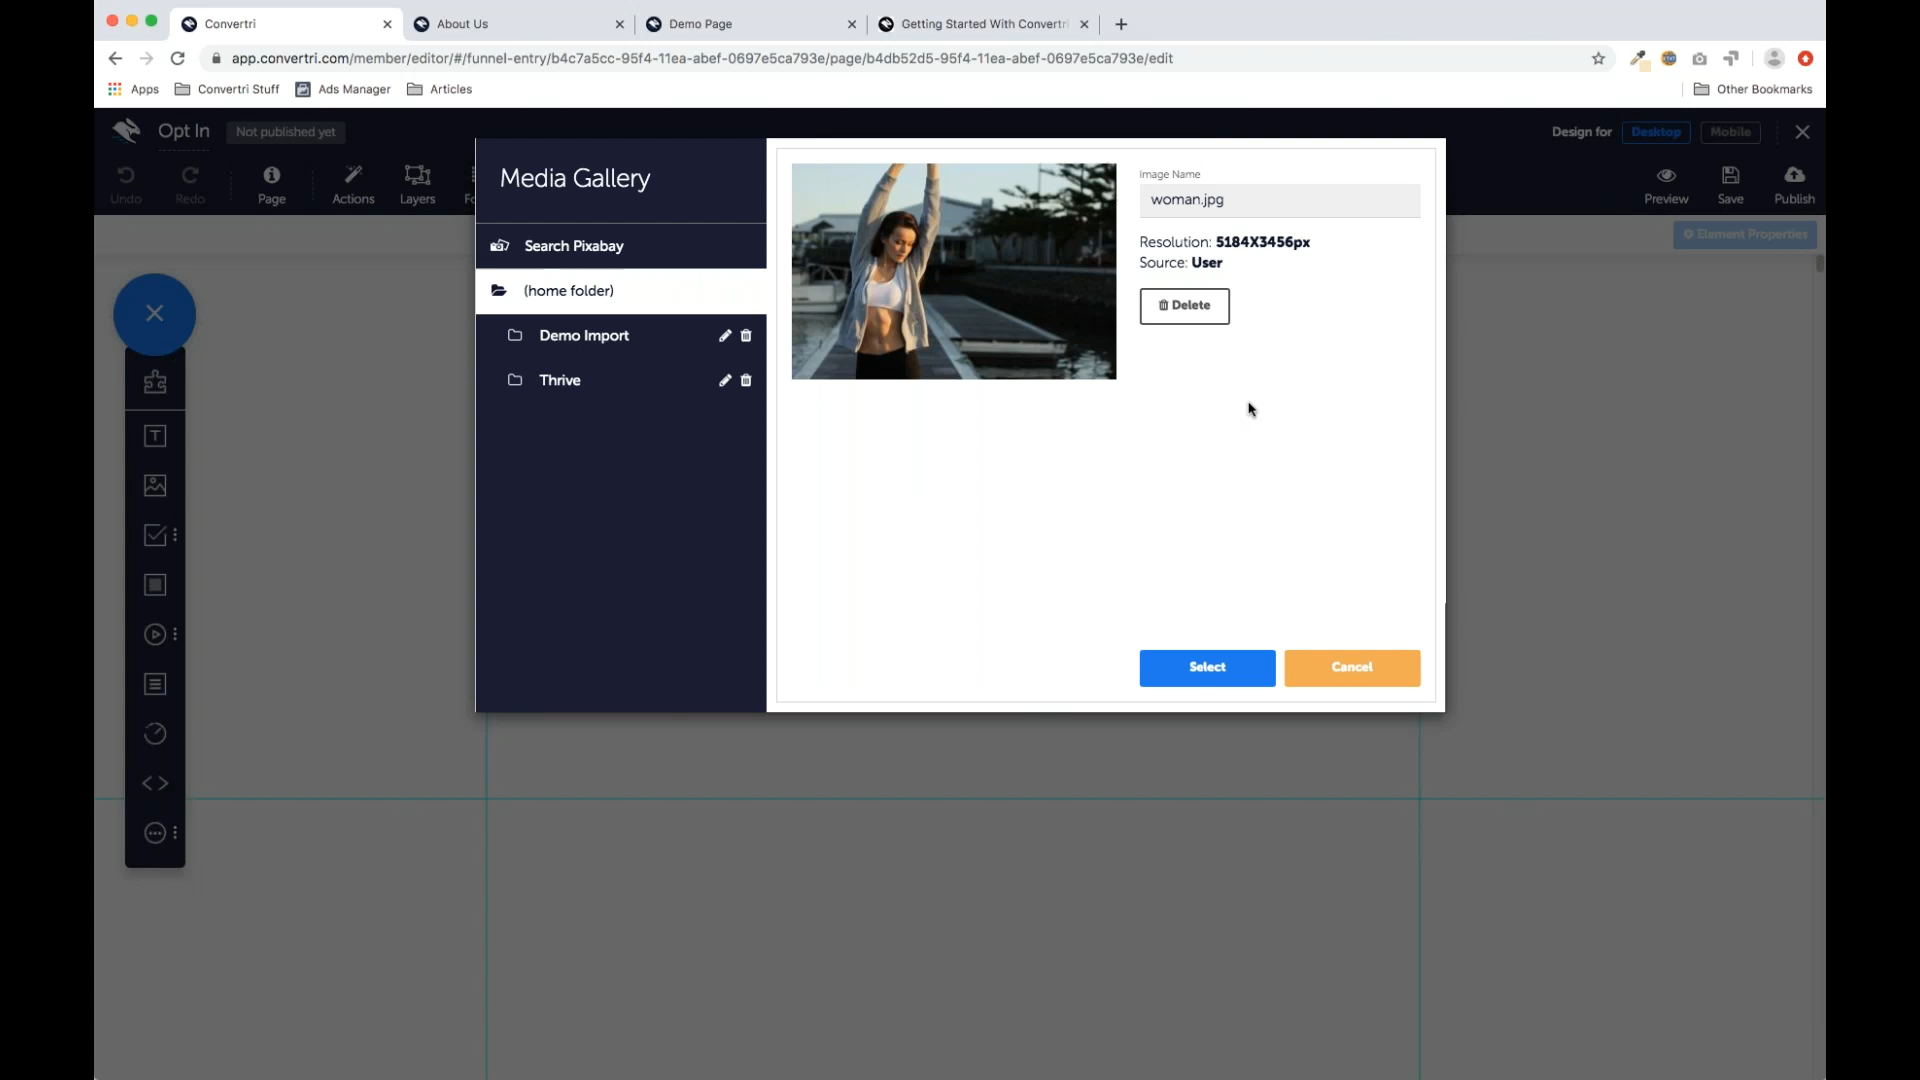 Convertri
About Us
Demo Page
Getting Started With Convertri
app.convertri.com/member/editor/#/funnel-entry/b4c7a5cc-95f4-11ea-abef-0697e5ca793e/page/b4db52d5-95f4-11ea-abef-0697e5ca793e/edit
Apps Convertri Stuff Ads Manager Articles Other Bookmarks
Opt In Not published yet Design for Desktop Mobile
Undo Redo Page Actions Layers Preview Save Publish
Element Properties
Media Gallery
Search Pixabay
(home folder)
Demo Import
Thrive
Image Name
woman.jpg
Resolution: 5184X3456px
Source: User
Delete
Select Cancel